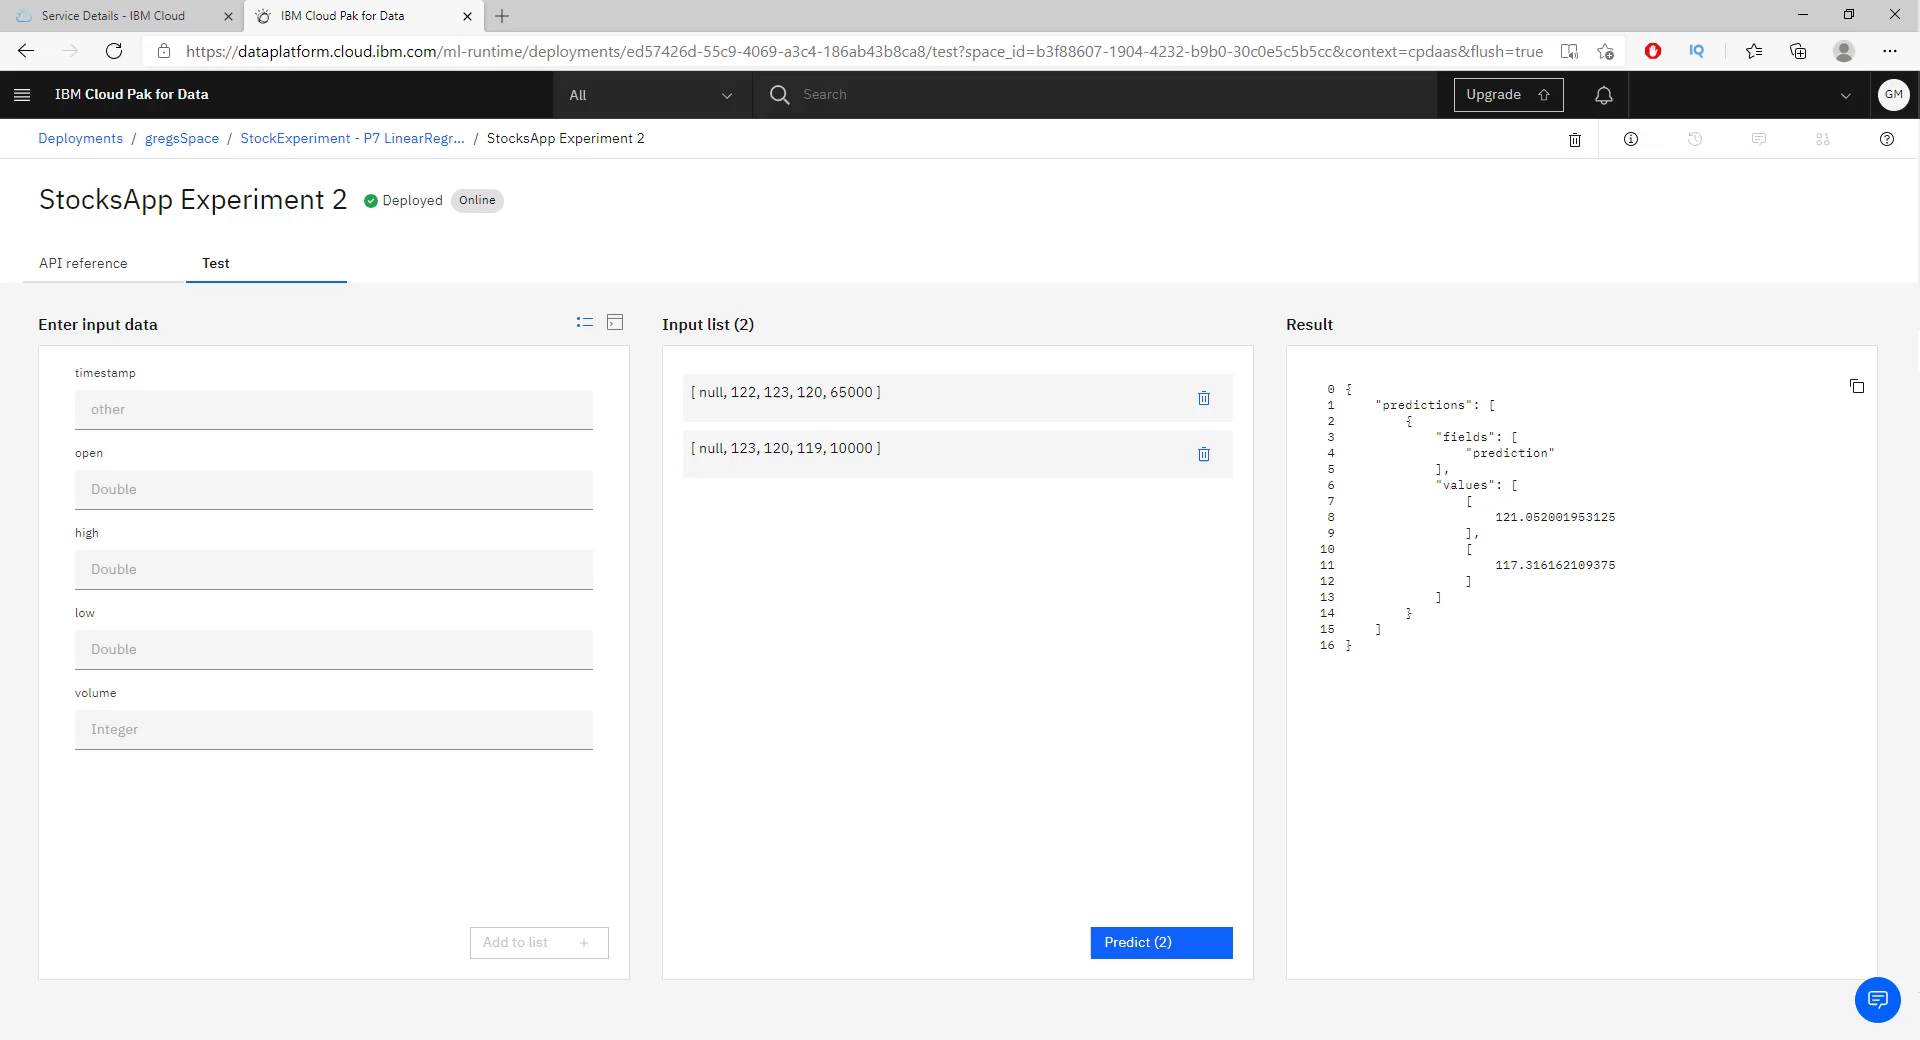 Service Details - IBM Cloud
IBM Cloud Pak for Data
https://dataplatform.cloud.ibm.com/ml-runtime/deployments/ed57426d-55c9-4069-a3c4-186ab43b8ca8/test?space_id=b3f88607-1904-4232-b9b0-30c0e5c5b5cc&context=cpdaas&flush=true
IQ
IBM Cloud Pak for Data
All
Search
Upgrade
GM
Deployments / gregsSpace / StockExperiment - P7 LinearRegr... / StocksApp Experiment 2
StocksApp Experiment 2
Deployed
Online
API reference
Test
Enter input data
timestamp
other
open
Double
high
Double
low
Double
volume
Integer
Add to list +
Input list (2)
[ null, 122, 123, 120, 65000 ]
[ null, 123, 120, 119, 10000 ]
Predict (2)
Result
0 {
1 "predictions": [
2 {
3 "fields": [
4 "prediction"
5 ],
6 "values": [
7 [
8 121.052001953125
9 ],
10 [
11 117.316162109375
12 ]
13 ]
14 }
15 ]
16 }